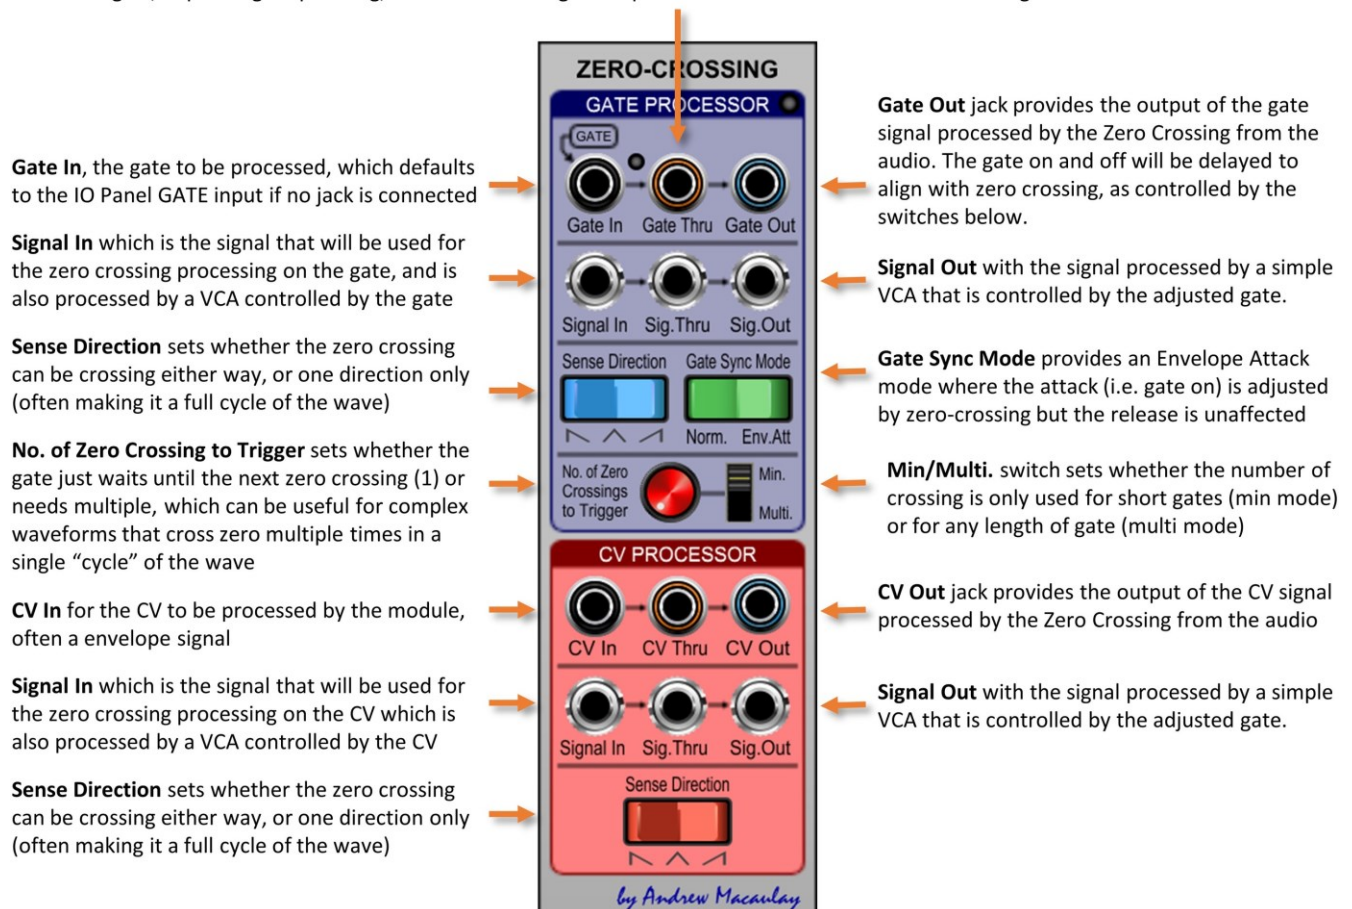 ZERO-CROSSING
GATE PROCESSOR
GATE
Gate In
Gate Thru
Gate Out
Signal In
Sig.Thru
Sig.Out
Sense Direction
Gate Sync Mode
Norm.
Env.Att
No. of Zero
Crossings
to Trigger
Min.
Multi.
CV PROCESSOR
CV In
CV Thru
CV Out
Signal In
Sig.Thru
Sig.Out
Sense Direction
by Andrew Macaulay
Gate In, the gate to be processed, which defaults
to the IO Panel GATE input if no jack is connected
Signal In which is the signal that will be used for
the zero crossing processing on the gate, and is
also processed by a VCA controlled by the gate
Sense Direction sets whether the zero crossing
can be crossing either way, or one direction only
(often making it a full cycle of the wave)
No. of Zero Crossing to Trigger sets whether the
gate just waits until the next zero crossing (1) or
needs multiple, which can be useful for complex
waveforms that cross zero multiple times in a
single “cycle” of the wave
CV In for the CV to be processed by the module,
often a envelope signal
Signal In which is the signal that will be used for
the zero crossing processing on the CV which is
also processed by a VCA controlled by the CV
Sense Direction sets whether the zero crossing
can be crossing either way, or one direction only
(often making it a full cycle of the wave)
Gate Out jack provides the output of the gate
signal processed by the Zero Crossing from the
audio. The gate on and off will be delayed to
align with zero crossing, as controlled by the
switches below.
Signal Out with the signal processed by a simple
VCA that is controlled by the adjusted gate.
Gate Sync Mode provides an Envelope Attack
mode where the attack (i.e. gate on) is adjusted
by zero-crossing but the release is unaffected
Min/Multi. switch sets whether the number of
crossing is only used for short gates (min mode)
or for any length of gate (multi mode)
CV Out jack provides the output of the CV signal
processed by the Zero Crossing from the audio
Signal Out with the signal processed by a simple
VCA that is controlled by the adjusted gate.